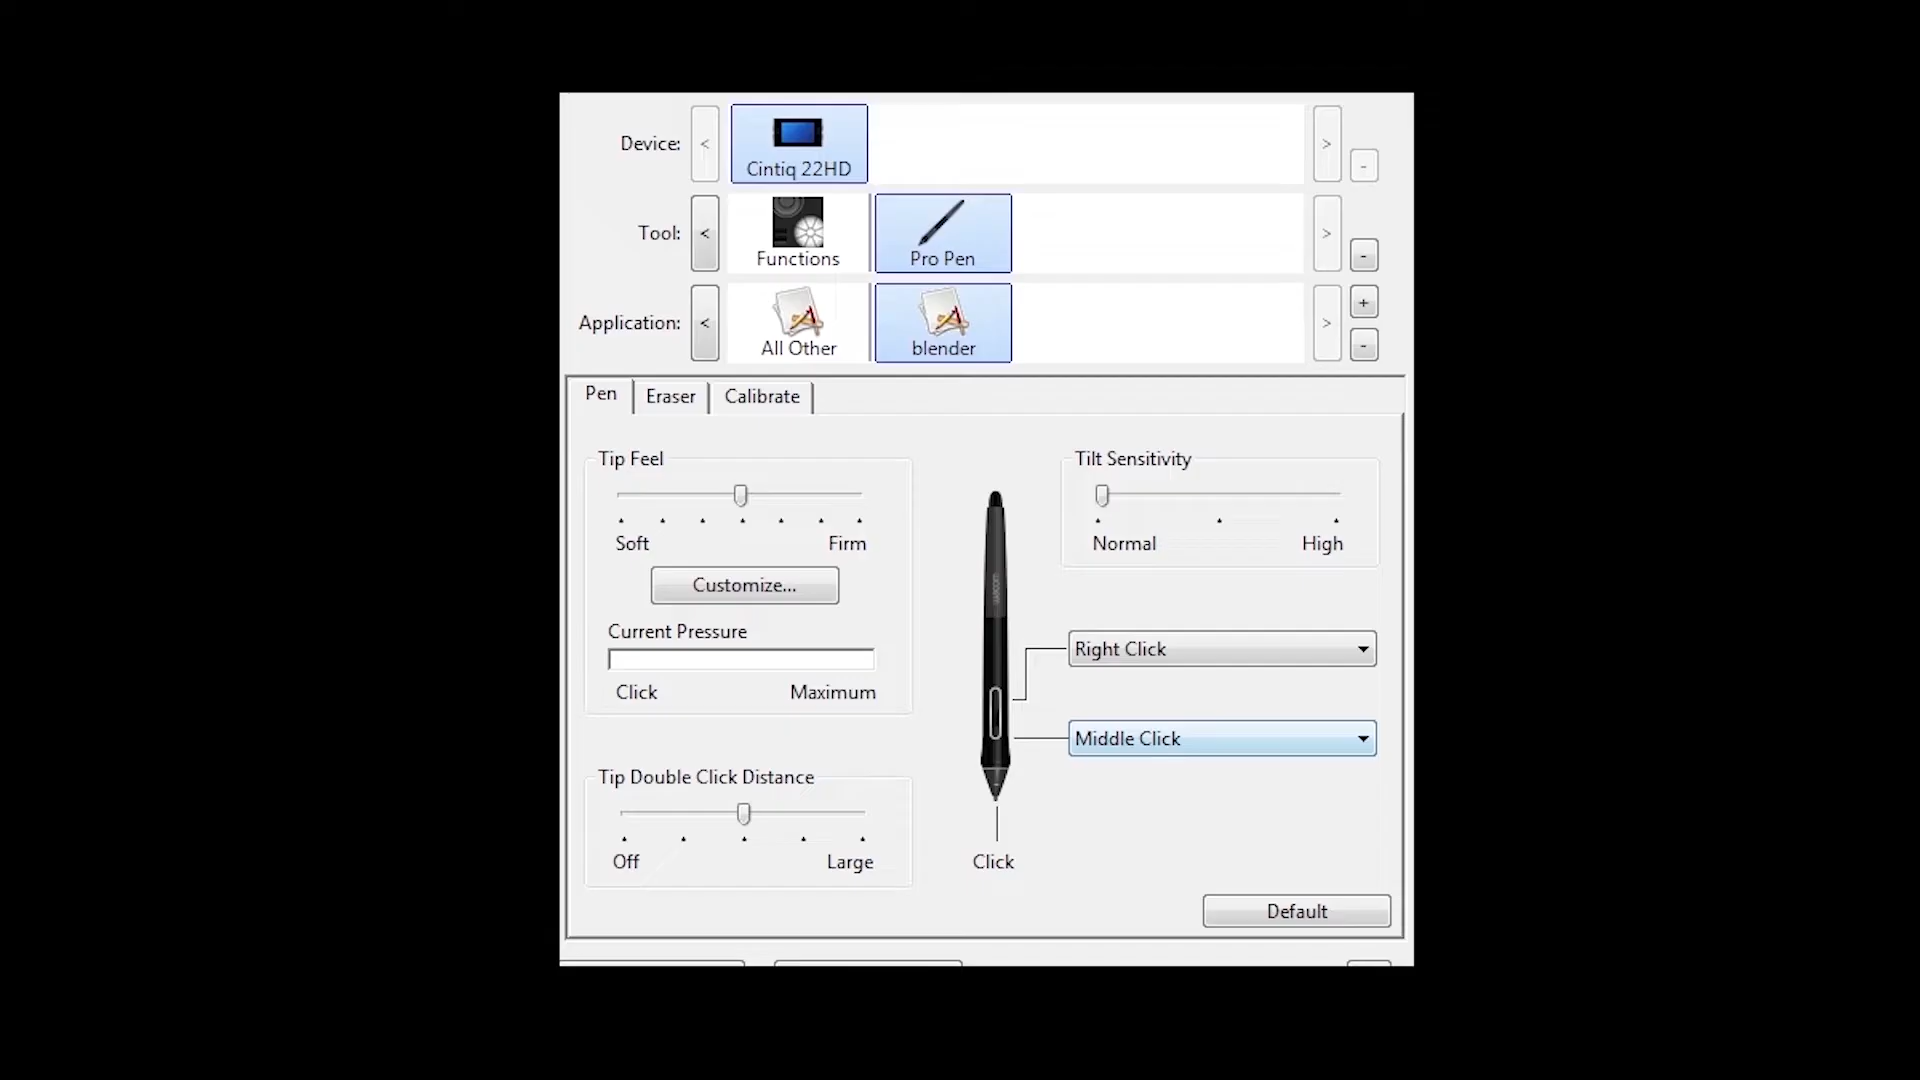 Device:
<
Cintiq 22HD
>
-
Tool:
<
Functions
Pro Pen
>
-
Application:
<
All Other
blender
>
+
-
Pen
Eraser
Calibrate
Tip Feel
Soft
Firm
Customize...
Current Pressure
Click
Maximum
Tip Double Click Distance
Off
Large
wacom
Click
Tilt Sensitivity
Normal
High
Right Click
Middle Click
Default